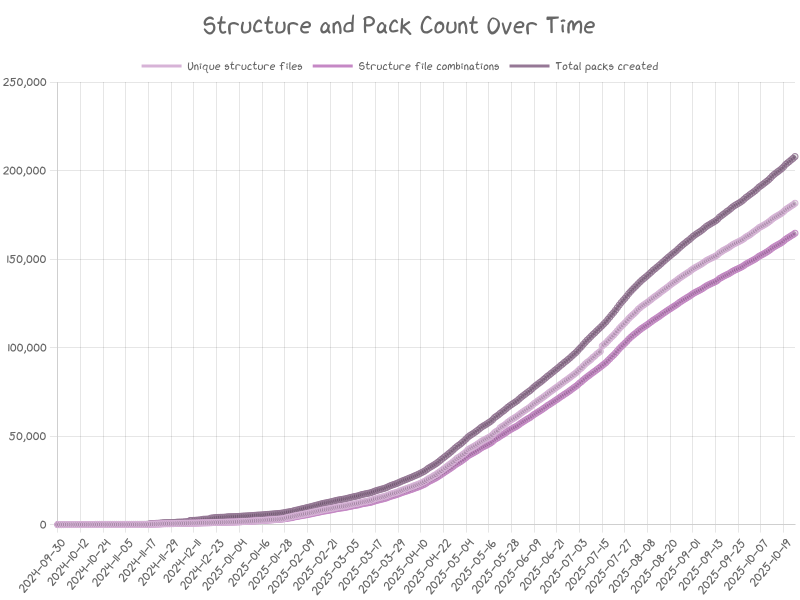 Structure and Pack Count Over Time
Unique structure files Structure file combinations Total packs created
250,000
200,000
150,000
100,000
50,000
0
2024-09-30 2024-10-12 2024-10-24 2024-11-05 2024-11-17 2024-11-29 2024-12-11 2024-12-23 2025-01-04 2025-01-16 2025-01-28 2025-02-09 2025-02-21 2025-03-05 2025-03-17 2025-03-29 2025-04-10 2025-04-22 2025-05-04 2025-05-16 2025-05-28 2025-06-09 2025-06-21 2025-07-03 2025-07-15 2025-07-27 2025-08-08 2025-08-20 2025-09-01 2025-09-13 2025-09-25 2025-10-07 2025-10-19